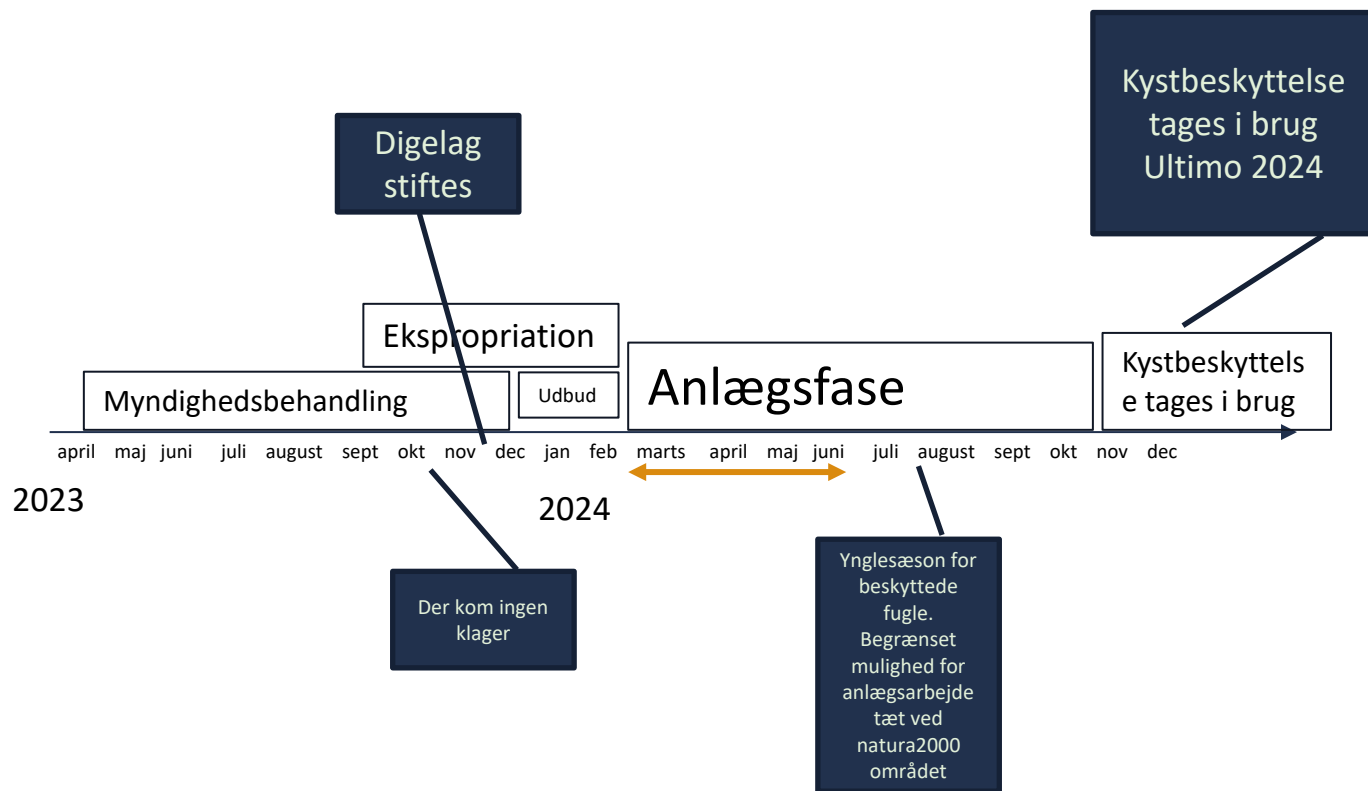 Kystbeskyttelse
tages i brug
Ultimo 2024
Digelag
stiftes
Ekspropriation
Myndighedsbehandling
Udbud
Anlægsfase
Kystbeskyttels
e tages i brug
april maj juni juli august sept okt nov dec jan feb marts april maj juni juli august sept okt nov dec
2023
2024
Der kom ingen
klager
Ynglesæson for
beskyttede
fugle.
Begrænset
mulighed for
anlægsarbejde
tæt ved
natura2000
området